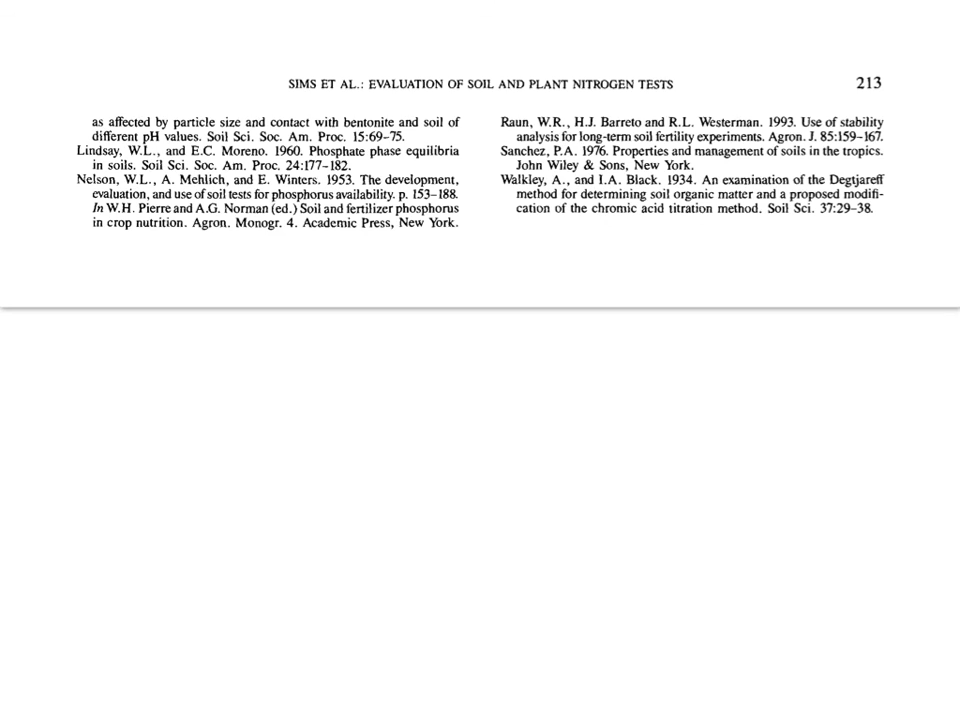 SIMS ET AL.: EVALUATION OF SOIL AND PLANT NITROGEN TESTS
213
as affected by particle size and contact with bentonite and soil of
different pH values. Soil Sci. Soc. Am. Proc. 15:69–75.
Lindsay, W.L., and E.C. Moreno. 1960. Phosphate phase equilibria
in soils. Soil Sci. Soc. Am. Proc. 24:177–182.
Nelson, W.L., A. Mehlich, and E. Winters. 1953. The development,
evaluation, and use of soil tests for phosphorus availability. p. 153–188.
In W.H. Pierre and A.G. Norman (ed.) Soil and fertilizer phosphorus
in crop nutrition. Agron. Monogr. 4. Academic Press, New York.
Raun, W.R., H.J. Barreto and R.L. Westerman. 1993. Use of stability
analysis for long-term soil fertility experiments. Agron. J. 85:159–167.
Sanchez, P.A. 1976. Properties and management of soils in the tropics.
John Wiley & Sons, New York.
Walkley, A., and I.A. Black. 1934. An examination of the Degtjareff
method for determining soil organic matter and a proposed modifi-
cation of the chromic acid titration method. Soil Sci. 37:29–38.